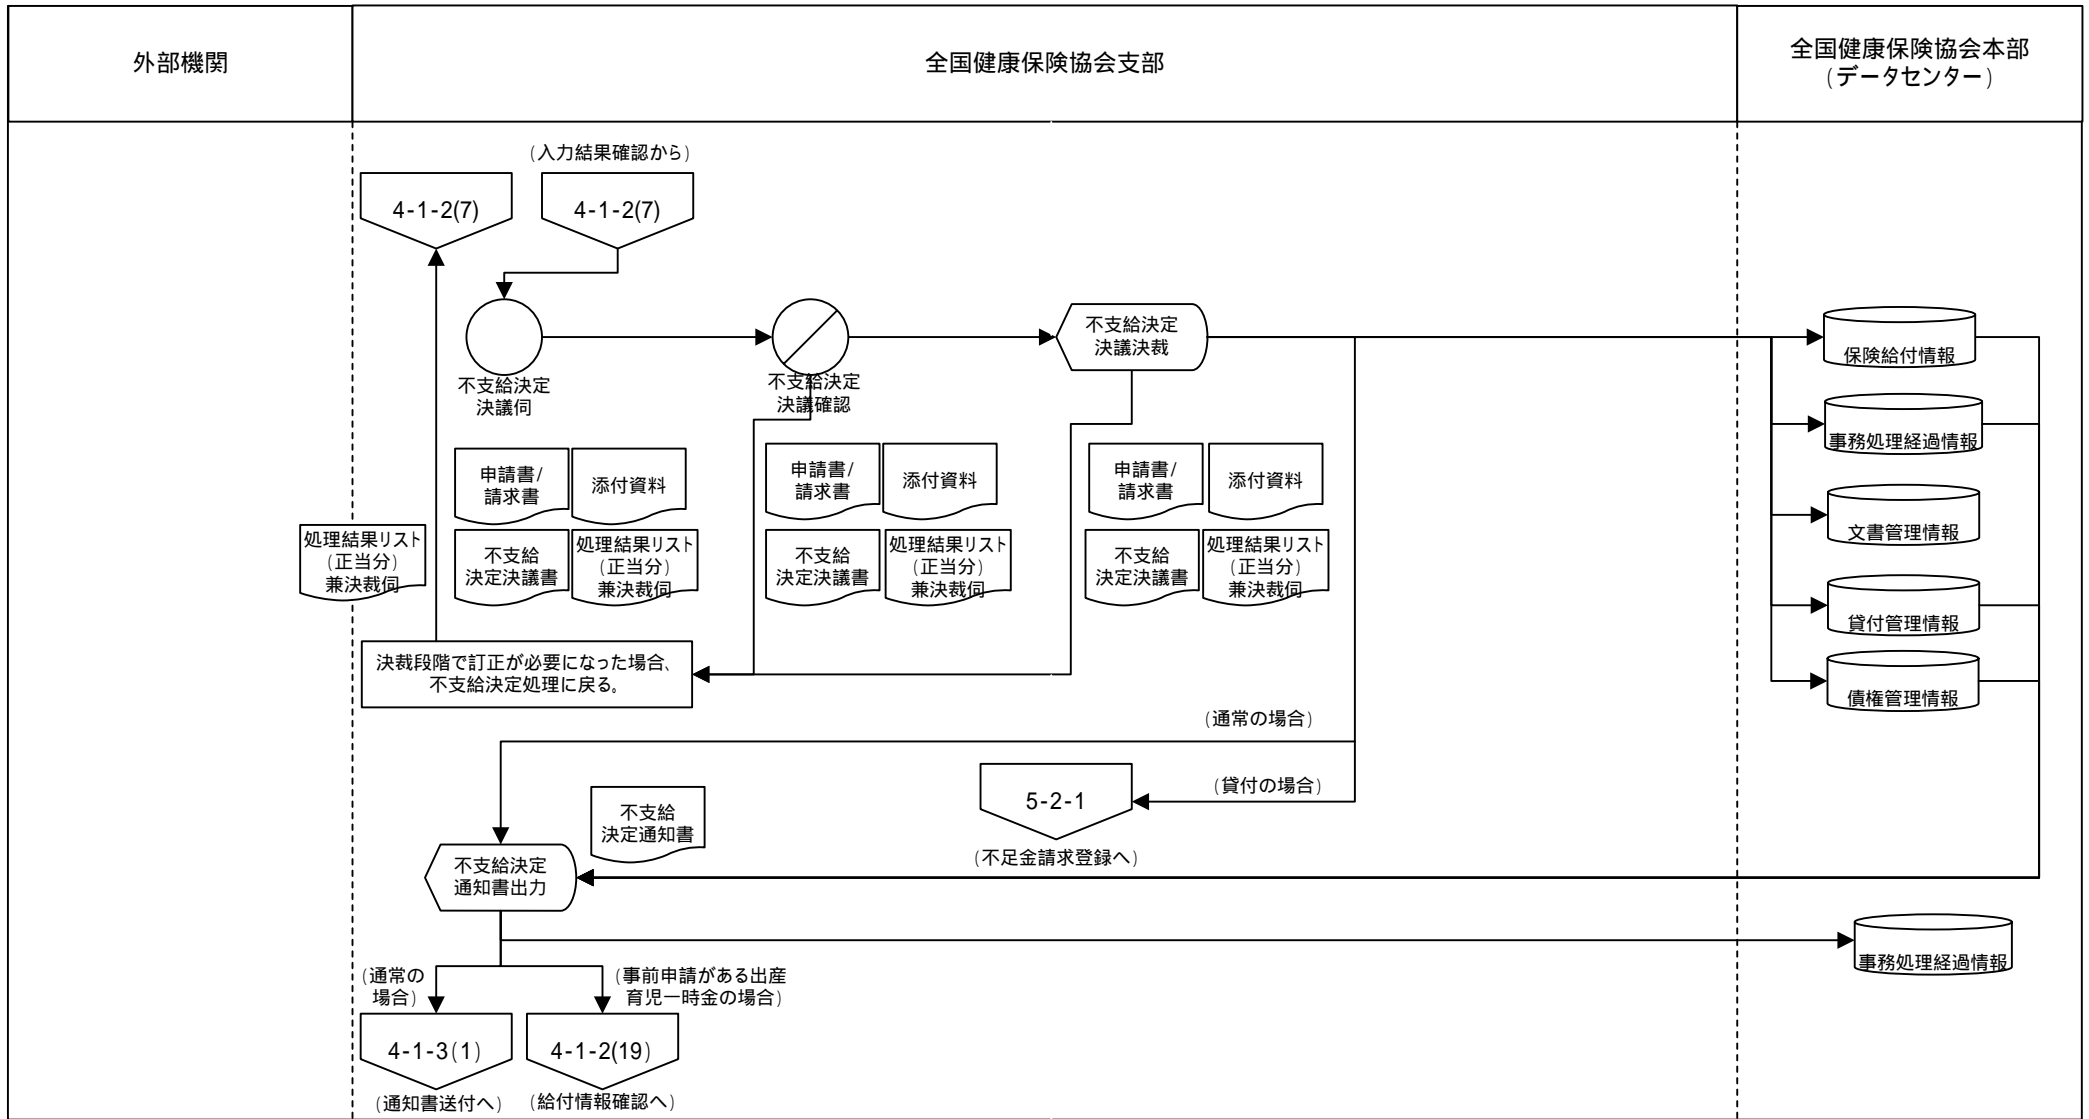 外部機関
全国健康保険協会支部
全国健康保険協会本部
(データセンター)
(入力結果確認から)
4-1-2(7)
4-1-2(7)
不支給決定
決議伺
不支給決定
決議確認
不支給決定
決議決裁
保険給付情報
事務処理経過情報
文書管理情報
貸付管理情報
債権管理情報
申請書/
請求書
添付資料
不支給
決定決議書
処理結果リスト
(正当分)
兼決裁伺
申請書/
請求書
添付資料
不支給
決定決議書
処理結果リスト
(正当分)
兼決裁伺
申請書/
請求書
添付資料
不支給
決定決議書
処理結果リスト
(正当分)
兼決裁伺
処理結果リスト
(正当分)
兼決裁伺
決裁段階で訂正が必要になった場合、
不支給決定処理に戻る。
(通常の場合)
(貸付の場合)
5-2-1
(不足金請求登録へ)
不支給
決定通知書
不支給決定
通知書出力
事務処理経過情報
(通常の
場合)
(事前申請がある出産
育児一時金の場合)
4-1-3(1)
4-1-2(19)
(通知書送付へ)
(給付情報確認へ)